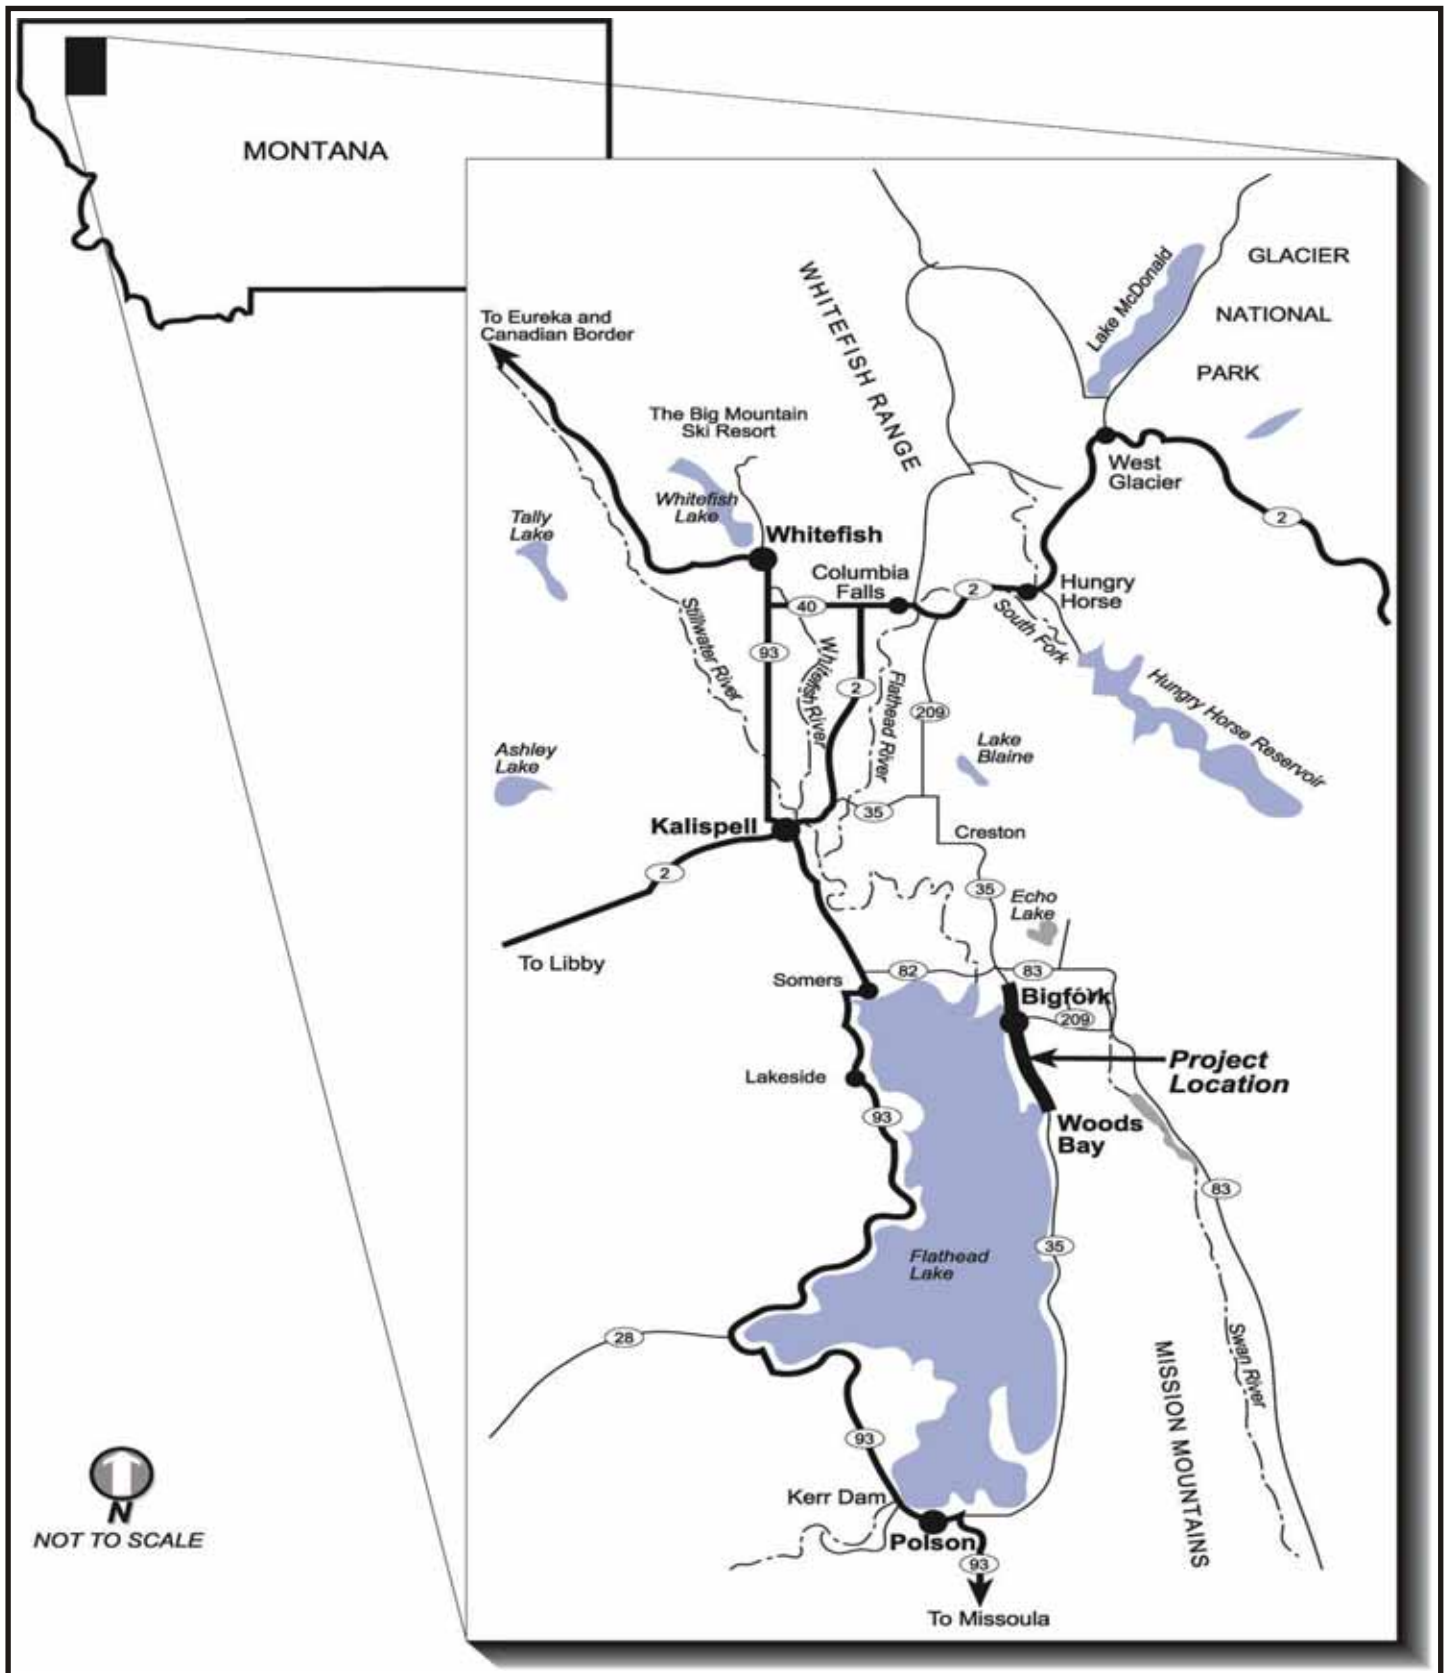 MONTANA
GLACIER
NATIONAL
PARK
Lake McDonald
WHITEFISH RANGE
To Eureka and
Canadian Border
The Big Mountain
Ski Resort
Whitefish
Lake
West
Glacier
2
Tally
Lake
Whitefish
Columbia
Falls
Hungry
Horse
2
40
South Fork
93
Stillwater River
Whitefish River
2
Flathead River
209
Hungry Horse Reservoir
Lake
Blaine
Ashley
Lake
35
Kalispell
Creston
2
35
Echo
Lake
To Libby
82
83
Somers
Bigfork
209
Project
Location
Lakeside
93
Woods
Bay
83
35
Flathead
Lake
28
Swan River
MISSION MOUNTAINS
93
Kerr Dam
Polson
93
To Missoula
N
NOT TO SCALE